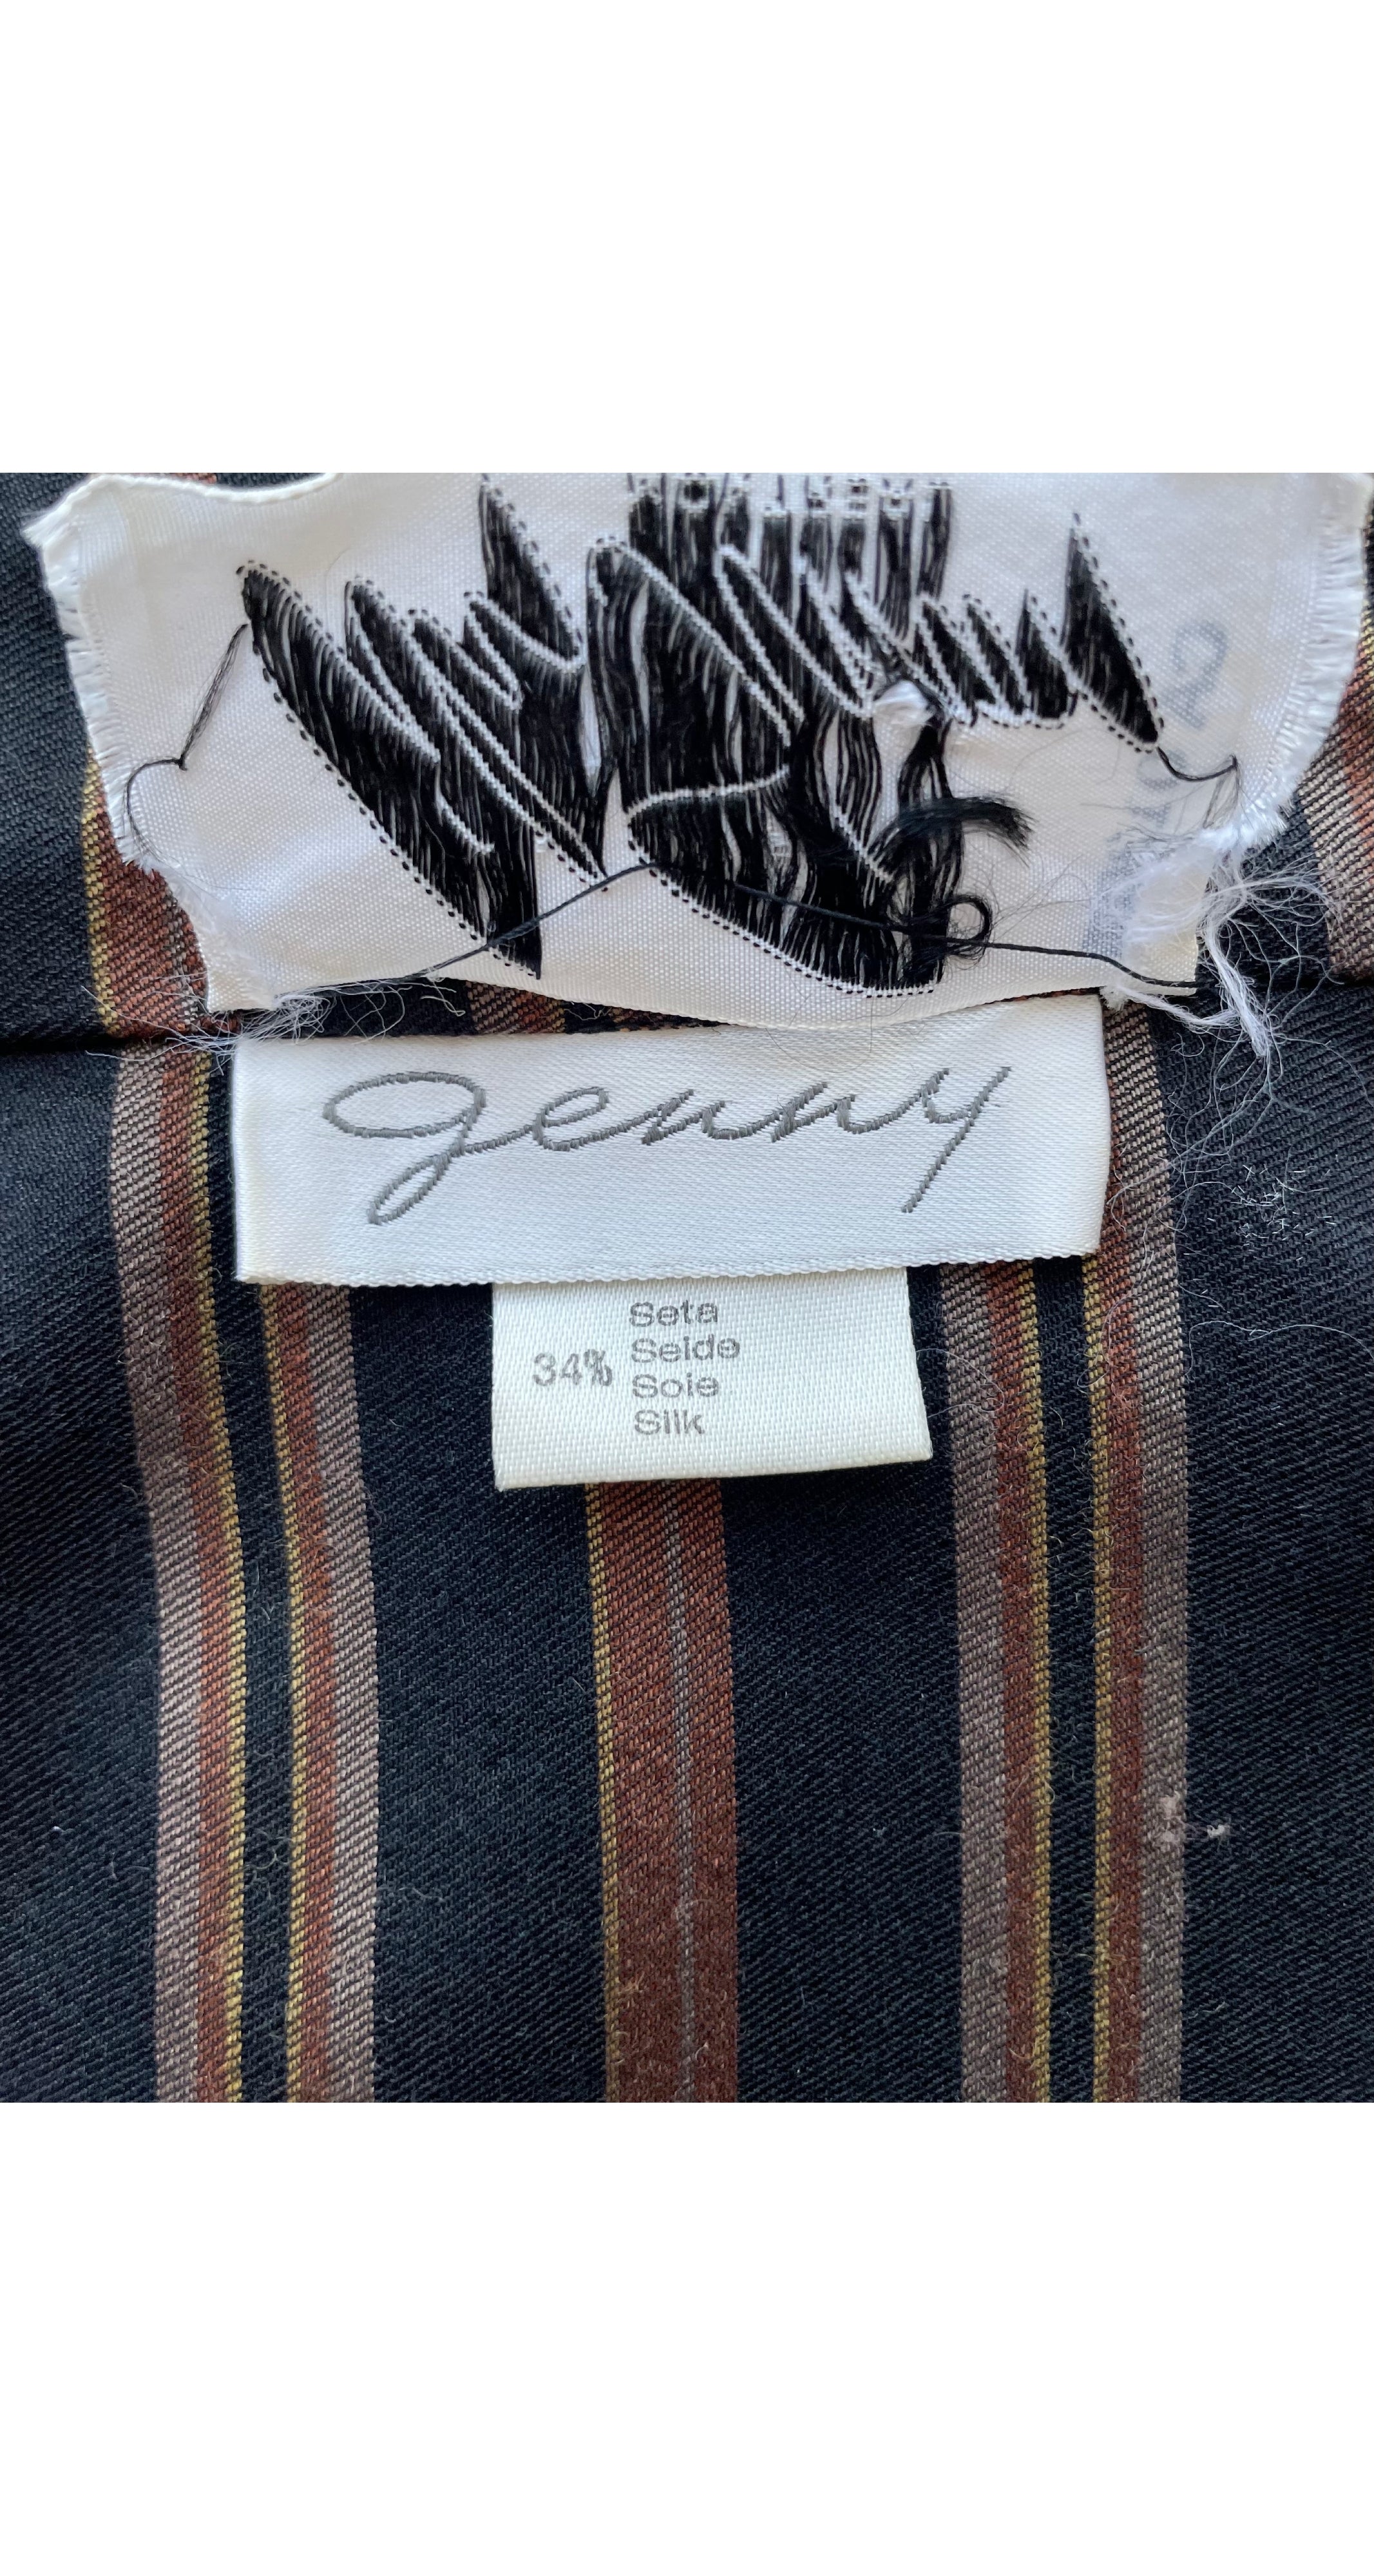 genny
Seta
34% Seide
Soie
Silk